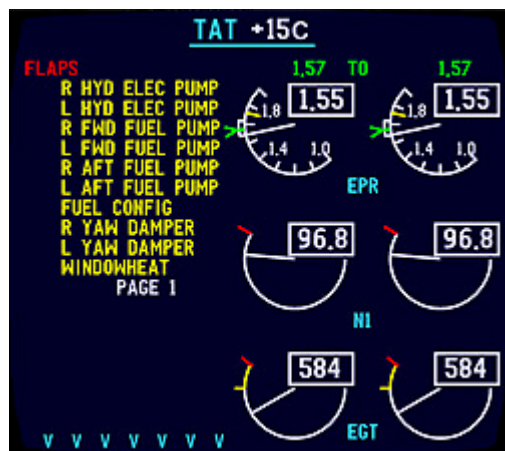 TAT +15C
FLAPS
R HYD ELEC PUMP
L HYD ELEC PUMP
R FWD FUEL PUMP
L FWD FUEL PUMP
R AFT FUEL PUMP
L AFT FUEL PUMP
FUEL CONFIG
R YAW DAMPER
L YAW DAMPER
WINDOWHEAT
PAGE 1
1,57 TO 1,57
1,8 1.55 1,8 1.55
1.4 1.0 1.4 1.0
EPR
96.8 96.8
N1
584 584
EGT
V V V V V V V